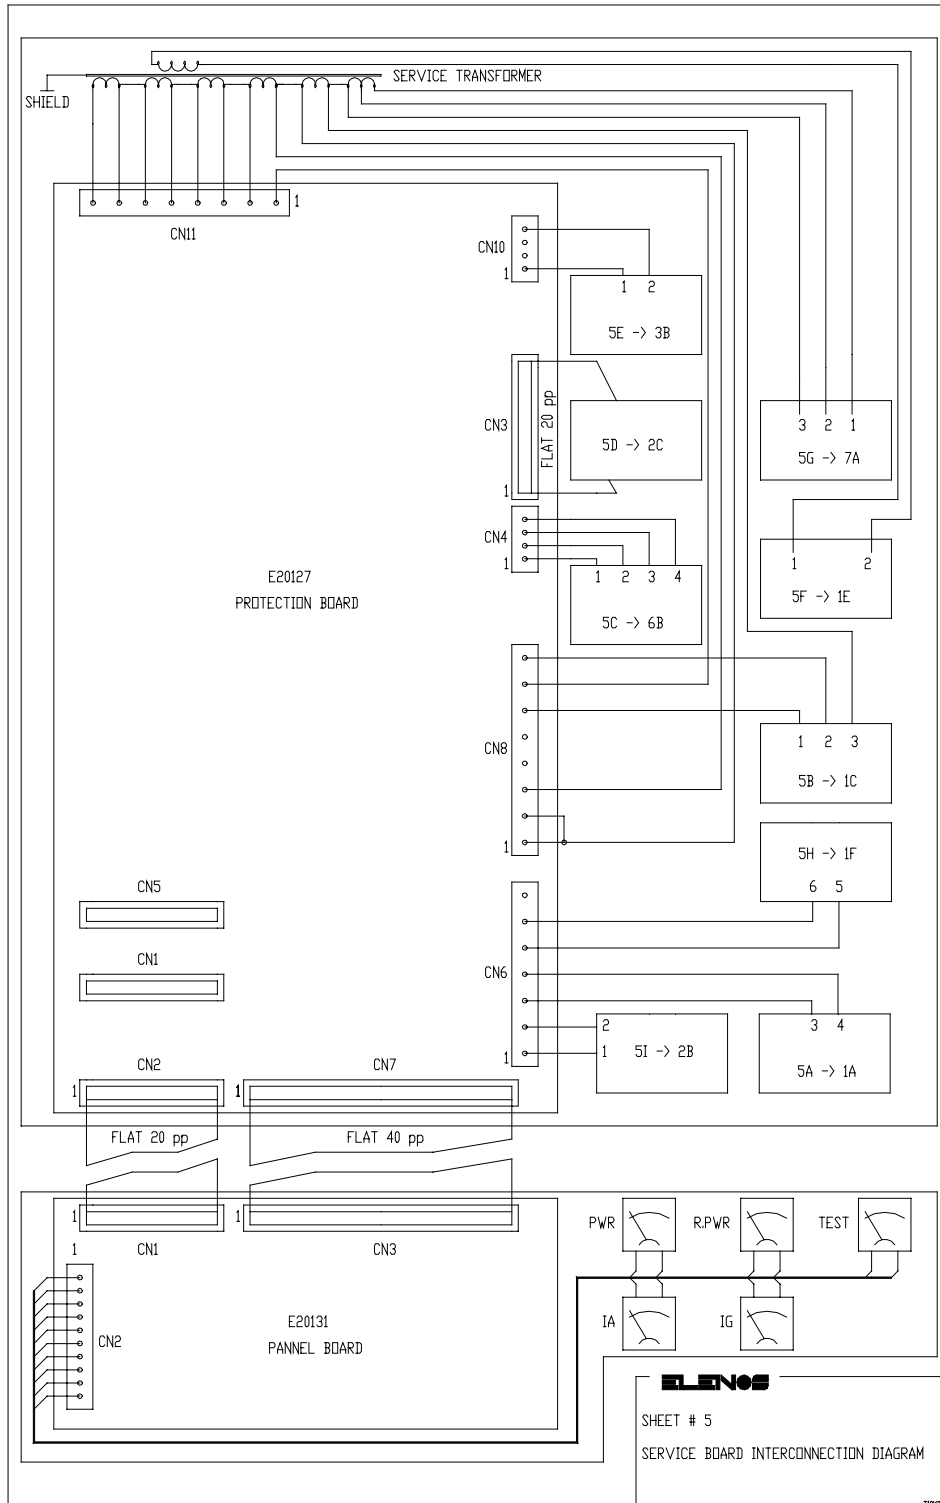 SERVICE TRANSFORMER
SHIELD
1
CN11
CN10
1
1 2
5E -> 3B
CN3
1
FLAT 20 pp
5D -> 2C
3 2 1
5G -> 7A
CN4
1
1 2 3 4
5C -> 6B
1 2
5F -> 1E
E20127
PROTECTION BOARD
CN8
1
1 2 3
5B -> 1C
5H -> 1F
6 5
CN5
CN1
CN6
1
2
1
5I -> 2B
3 4
5A -> 1A
CN2
CN7
1
1
FLAT 20 pp
FLAT 40 pp
1
1
CN1
CN3
1
CN2
E20131
PANNEL BOARD
PWR
R.PWR
TEST
IA
IG
ELENOS
SHEET # 5
SERVICE BOARD INTERCONNECTION DIAGRAM